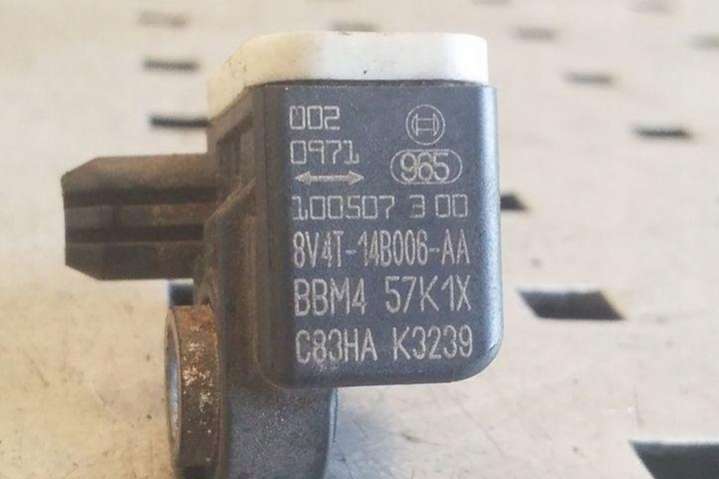 002
0971 965
100507 3 00
8V4T-14B006-AA
BBM4 57K1X
C83HA K3239